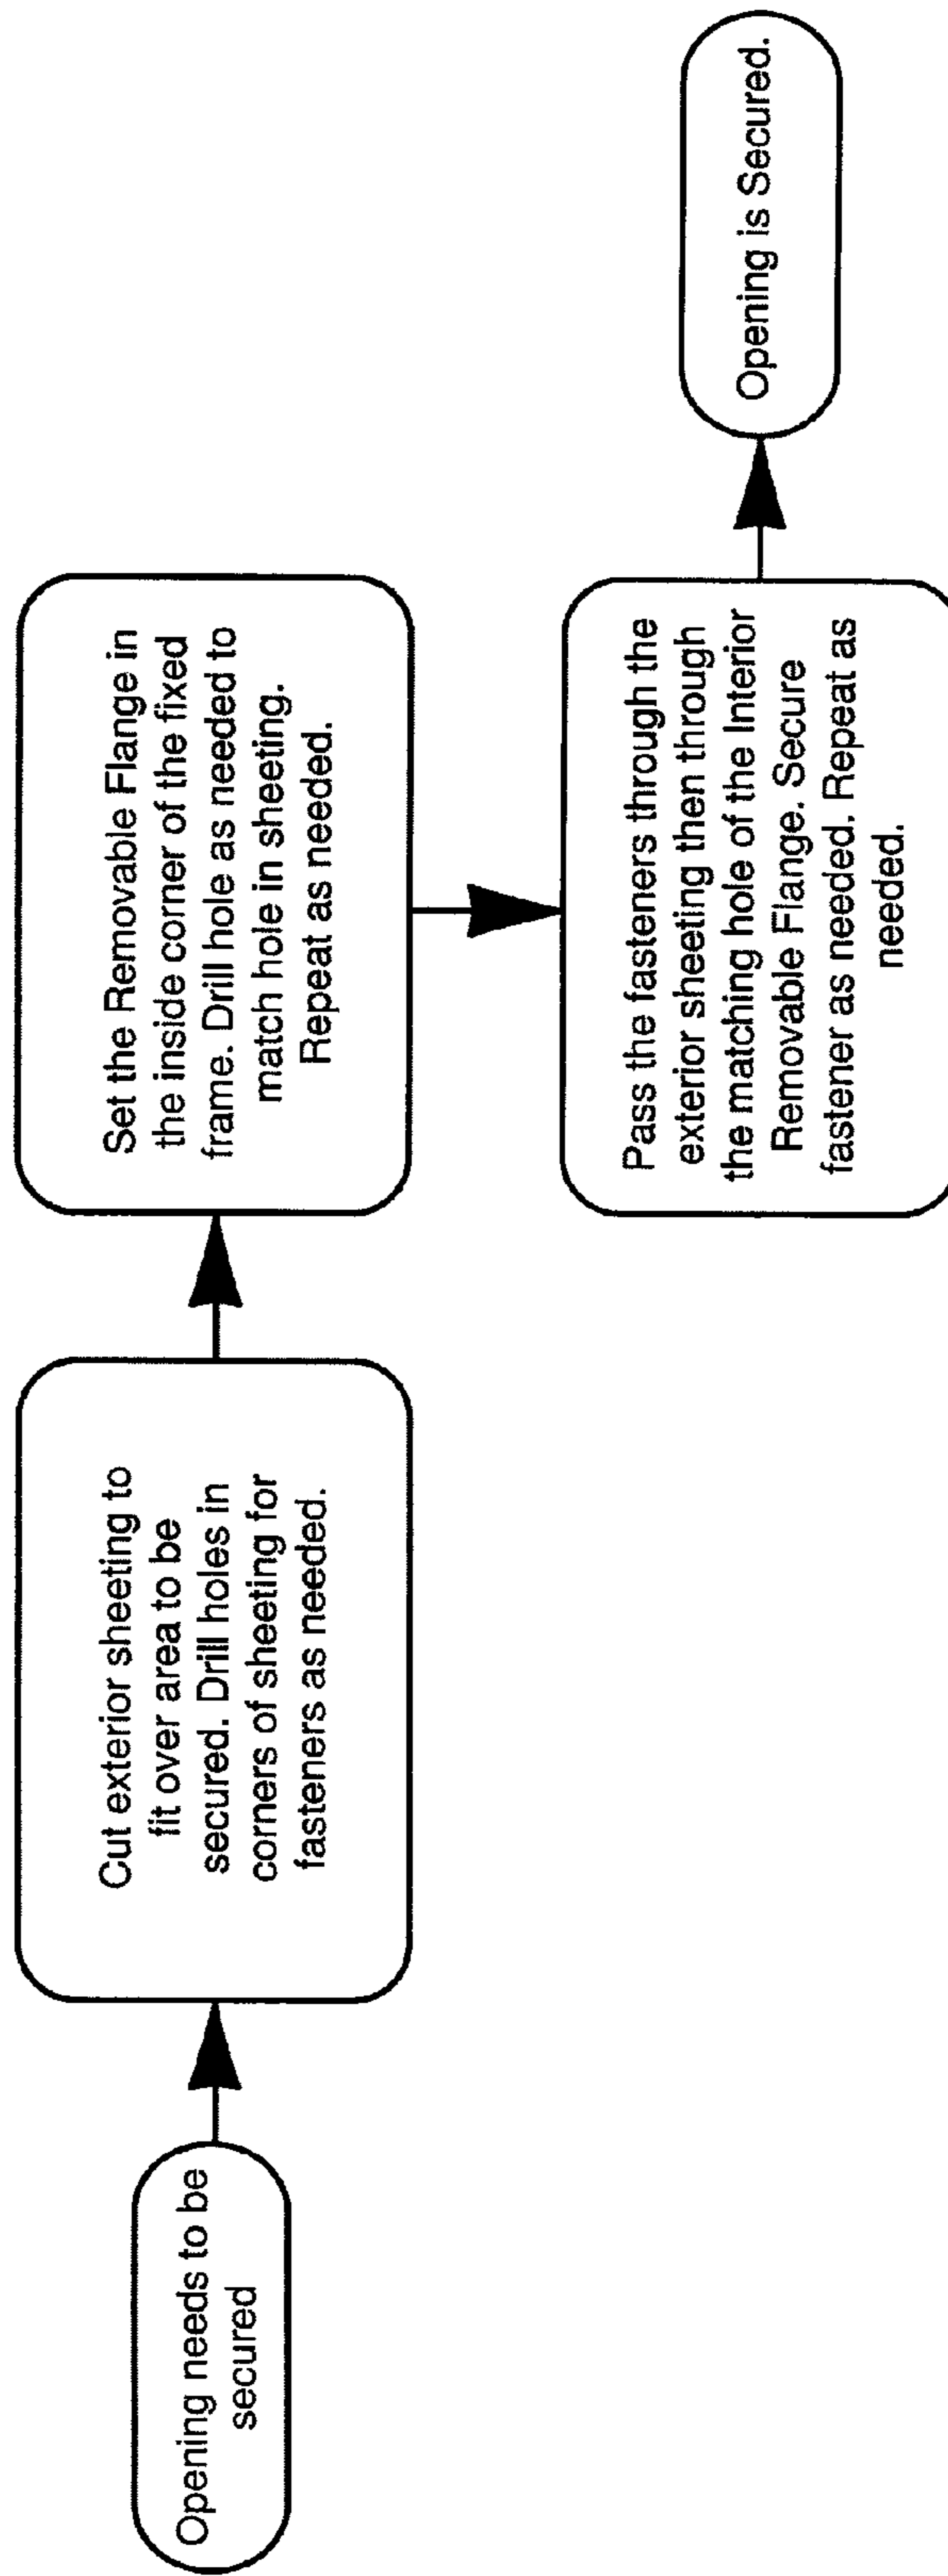 Opening needs to be
secured
Cut exterior sheeting to
fit over area to be
secured. Drill holes in
corners of sheeting for
fasteners as needed.
Set the Removable Flange in
the inside corner of the fixed
frame. Drill hole as needed to
match hole in sheeting.
Repeat as needed.
Pass the fasteners through the
exterior sheeting then through
the matching hole of the Interior
Removable Flange. Secure
fastener as needed. Repeat as
needed.
Opening is Secured.